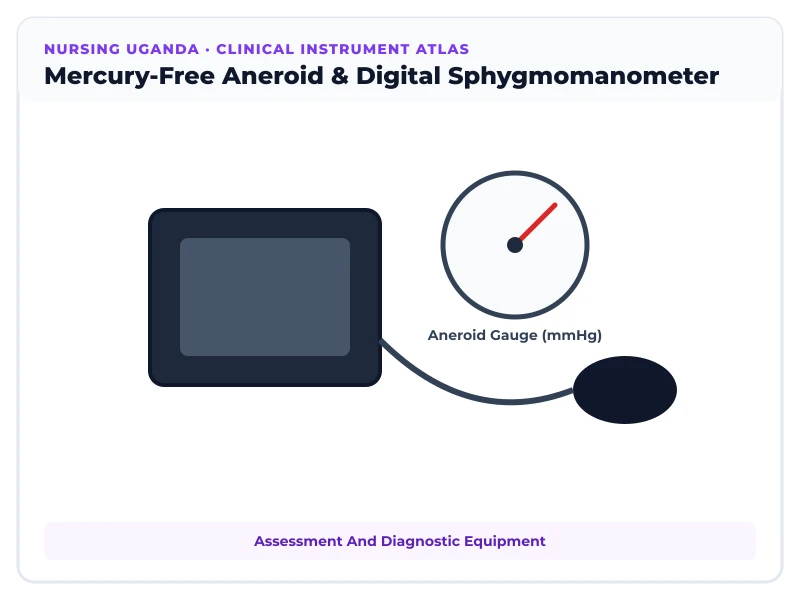 NURSING UGANDA · CLINICAL INSTRUMENT ATLAS
Mercury-Free Aneroid & Digital Sphygmomanometer
Aneroid Gauge (mmHg)
Assessment And Diagnostic Equipment